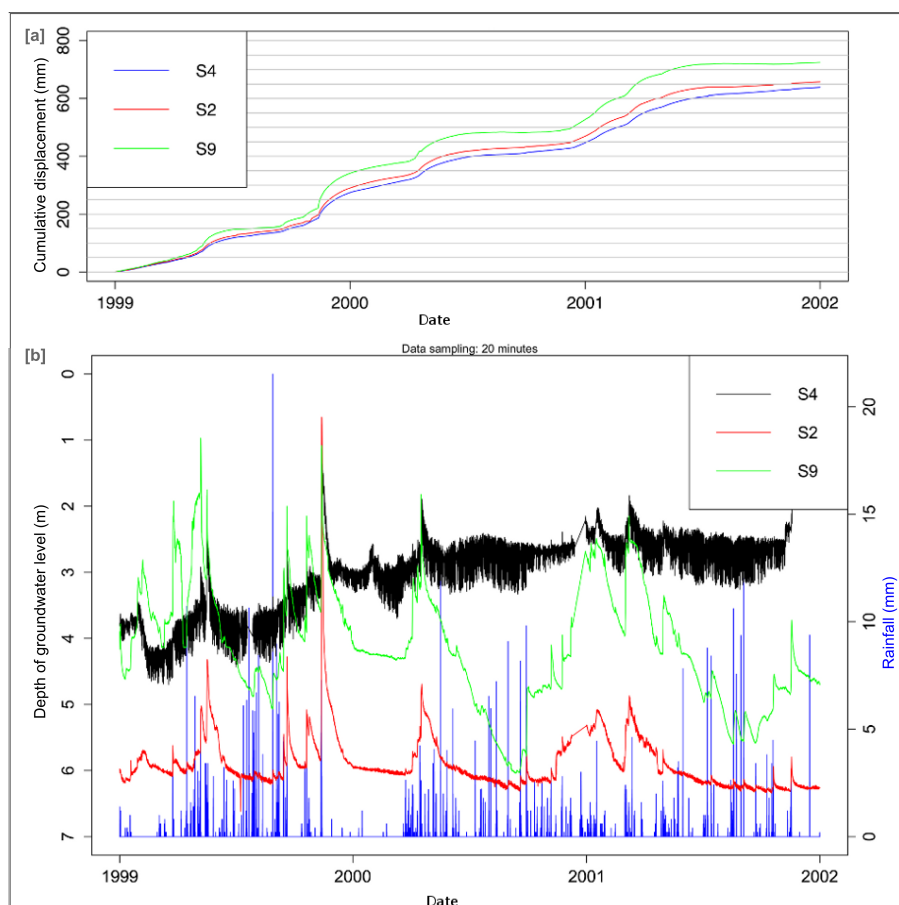 [a]
Cumulative displacement (mm)
800
600
400
200
0
S4
S2
S9
1999
2000
2001
2002
Date
[b]
Data sampling: 20 minutes
Depth of groundwater level (m)
0
1
2
3
4
5
6
7
S4
S2
S9
20
15
10
5
0
Rainfall (mm)
1999
2000
2001
2002
Date